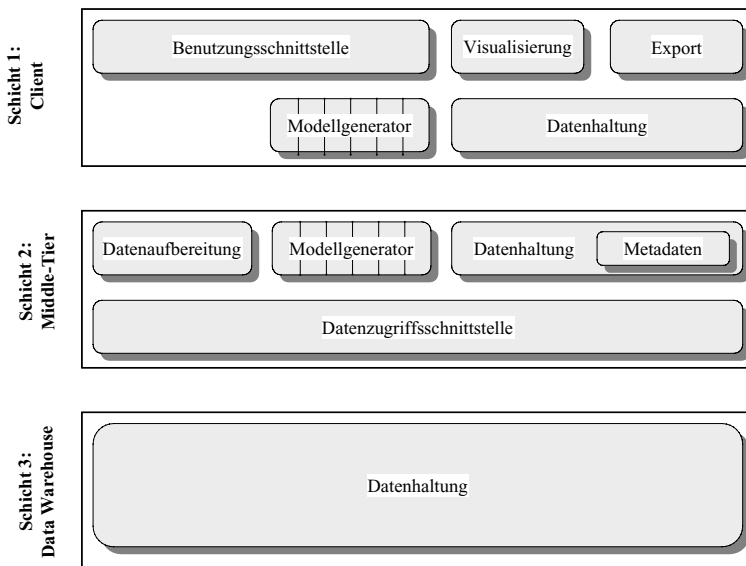 Schicht 1:
Client
Benutzungsschnittstelle
Visualisierung
Export
Modellgenerator
Datenhaltung
Schicht 2:
Middle-Tier
Datenaufbereitung
Modellgenerator
Datenhaltung
Metadaten
Datenzugriffsschnittstelle
Schicht 3:
Data Warehouse
Datenhaltung